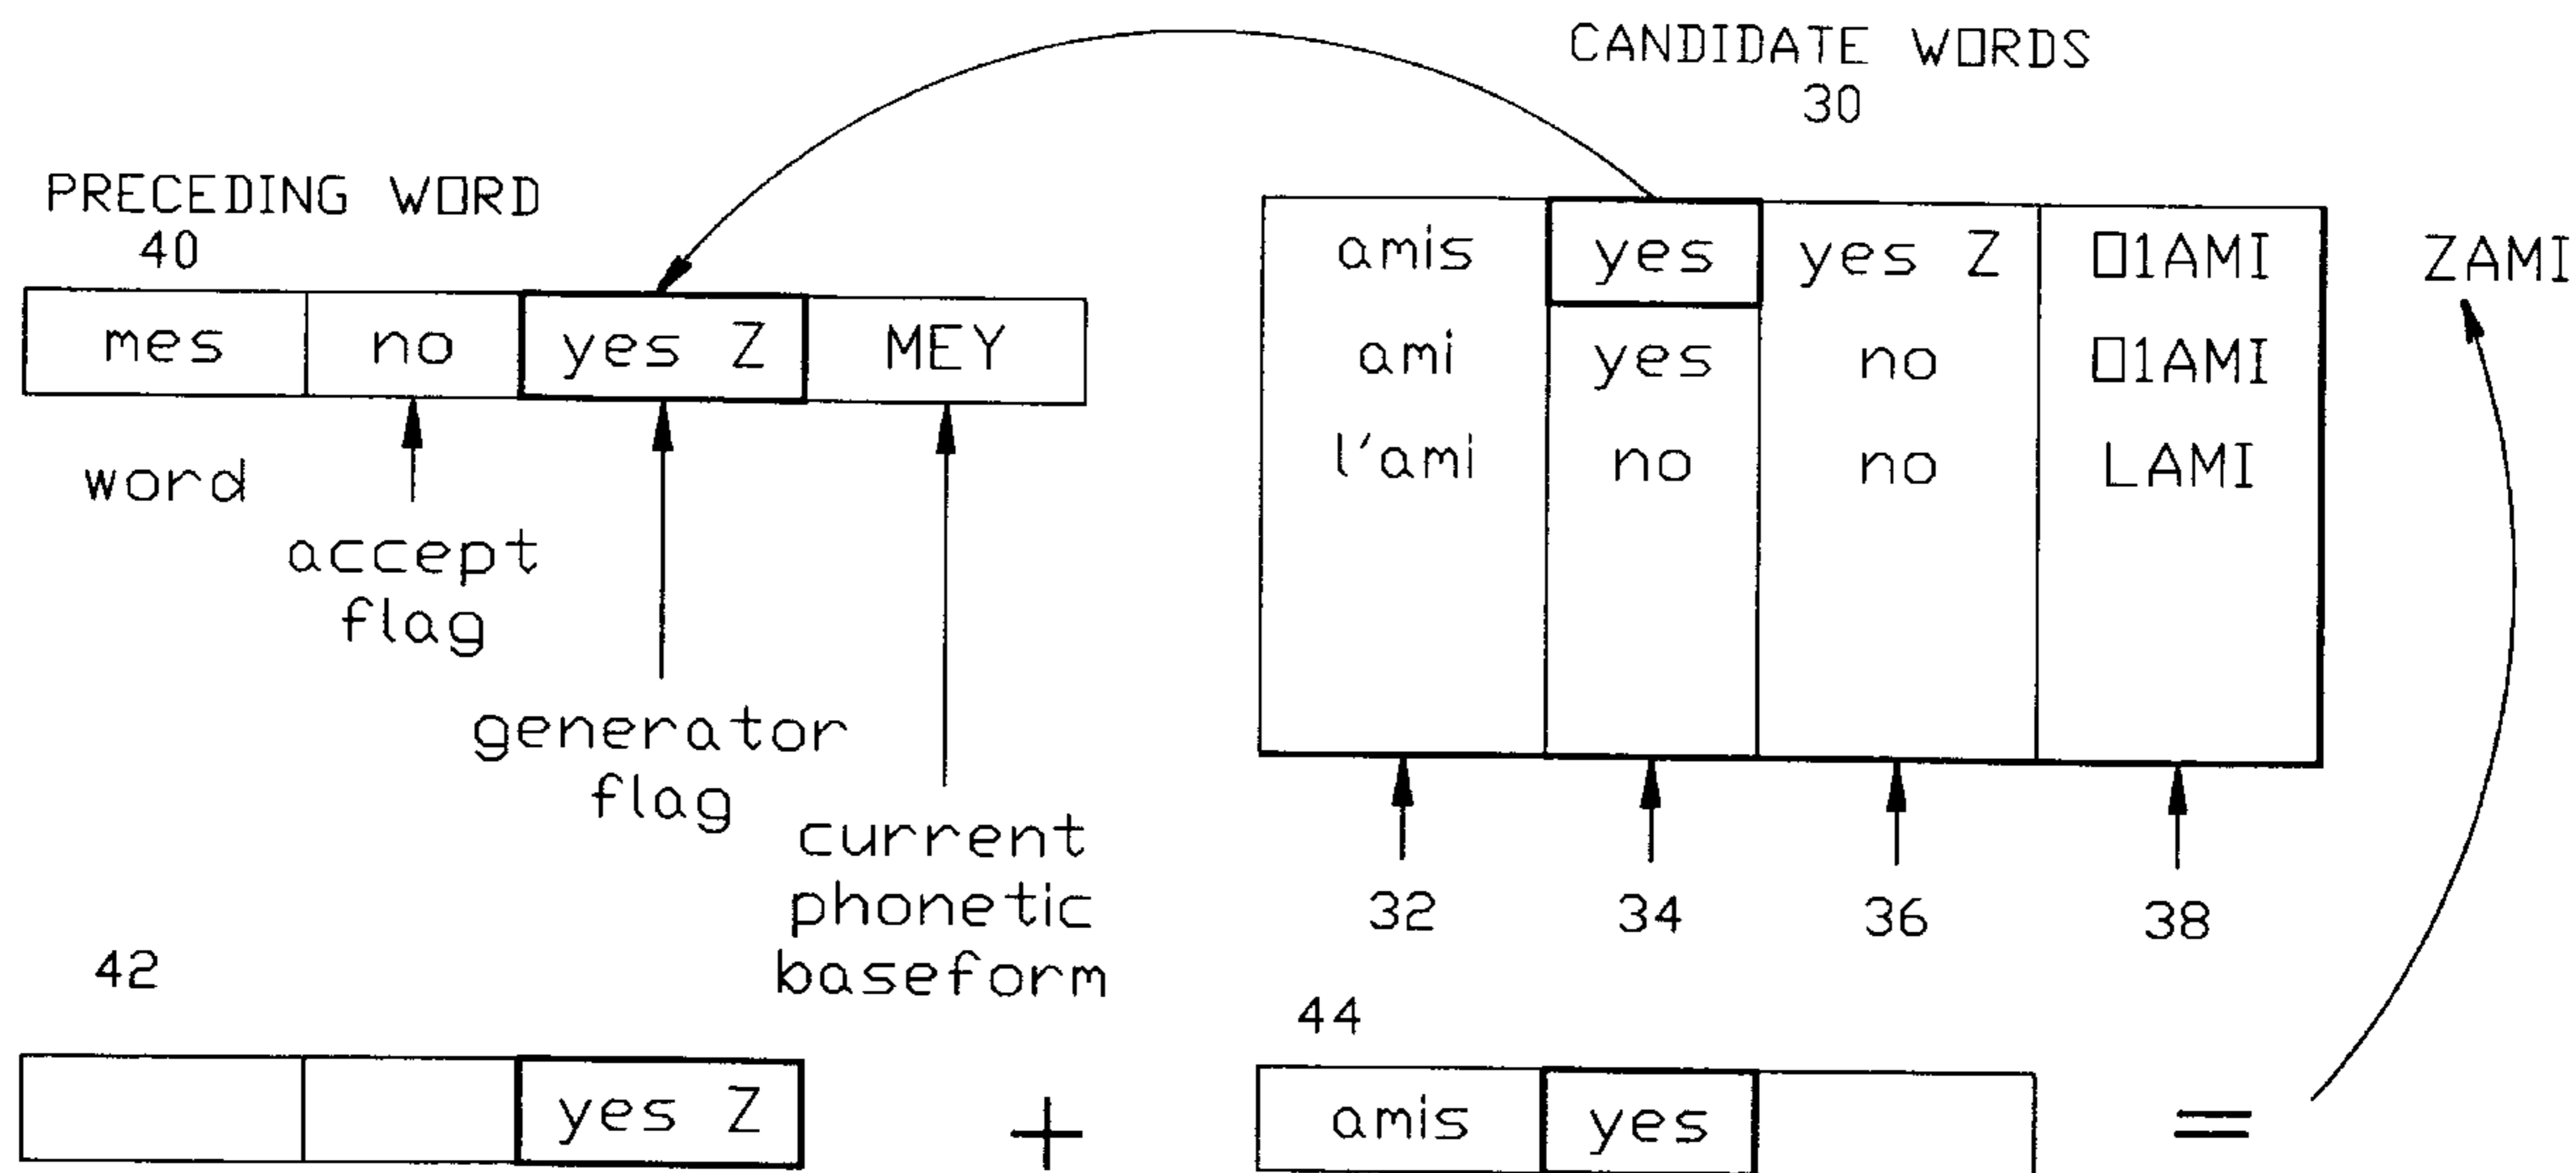 CANDIDATE WORDS
30
PRECEDING WORD
40
mes no yes Z MEY
word
accept
flag
generator
flag
current
phonetic
baseform
amis yes yes Z O1AMI
ami yes no O1AMI
l'ami no no LAMI
ZAMI
32 34 36 38
42
44
yes Z + amis yes =